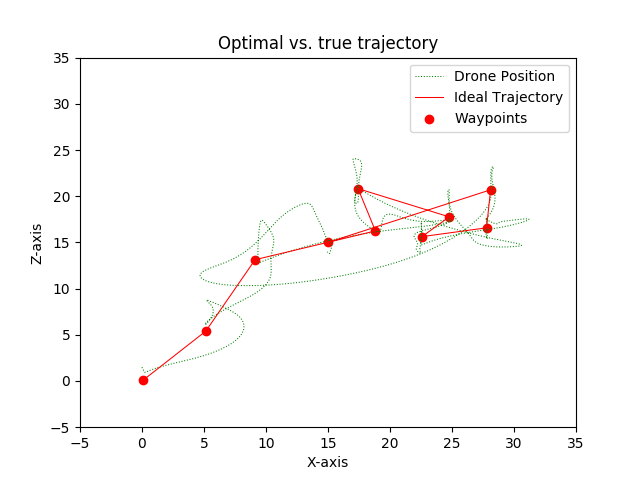 Optimal vs. true trajectory
Drone Position
Ideal Trajectory
Waypoints
35
30
25
20
15
10
5
0
−5
Z-axis
−5 0 5 10 15 20 25 30 35
X-axis